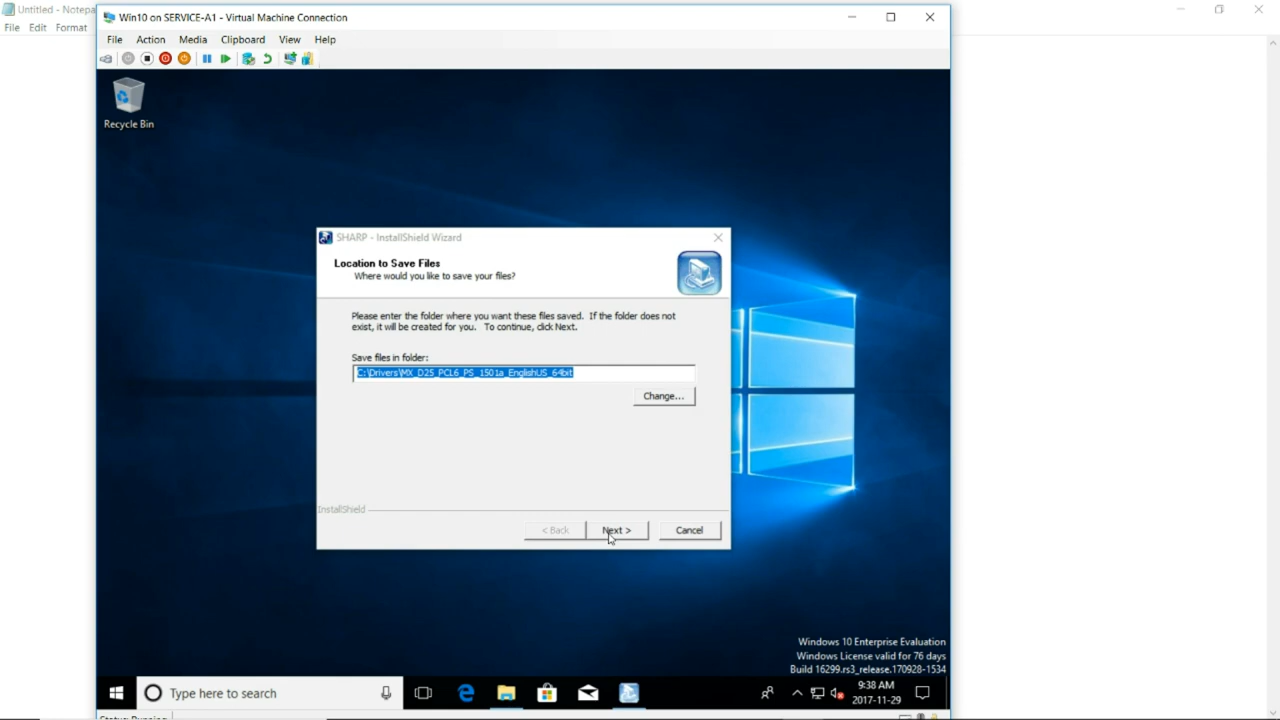 Untitled - Notepa
File Edit Format
Win10 on SERVICE-A1 - Virtual Machine Connection
File Action Media Clipboard View Help
Recycle Bin
SHARP - InstallShield Wizard
Location to Save Files
Where would you like to save your files?
Please enter the folder where you want these files saved. If the folder does not
exist, it will be created for you. To continue, click Next.
Save files in folder:
C:\Drivers\MX_D25_PCL6_PS_1501a_EnglishUS_64bit
Change...
InstallShield
< Back Next > Cancel
Windows 10 Enterprise Evaluation
Windows License valid for 76 days
Build 16299.rs3_release.170928-1534
Type here to search
9:38 AM
2017-11-29
Status: Running